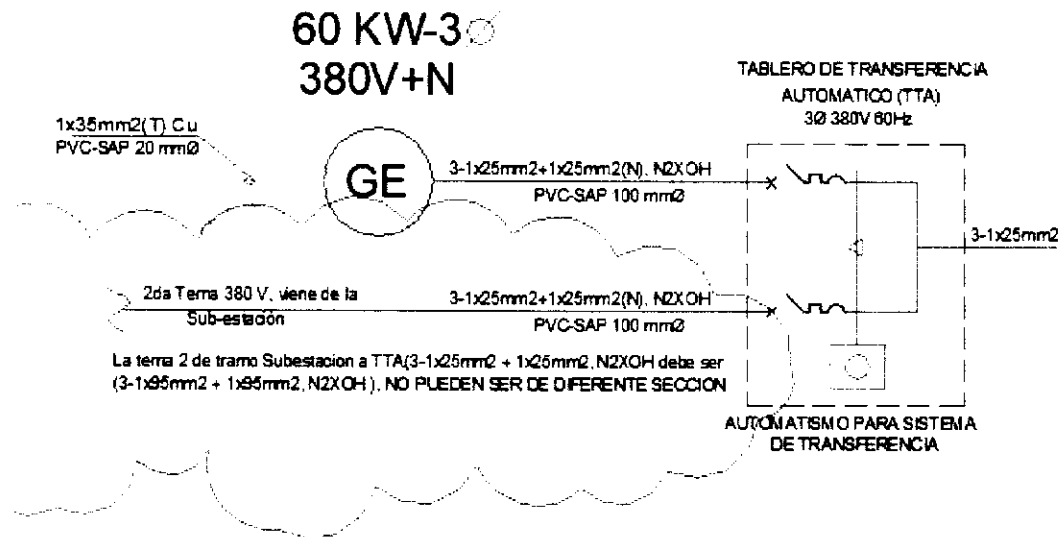 60 KW-3Ø
380V+N
TABLERO DE TRANSFERENCIA
AUTOMATICO (TTA)
3Ø 380V 60Hz
1x35mm2(T) Cu
PVC-SAP 20 mmØ
GE
3-1x25mm2+1x25mm2(N), N2XOH
PVC-SAP 100 mmØ
3-1x25mm2
2da Terna 380 V, viene de la
Sub-estación
3-1x25mm2+1x25mm2(N), N2XOH
PVC-SAP 100 mmØ
La terna 2 de tramo Subestacion a TTA(3-1x25mm2 + 1x25mm2, N2XOH debe ser
(3-1x95mm2 + 1x95mm2, N2XOH ), NO PUEDEN SER DE DIFERENTE SECCION
AUTOMATISMO PARA SISTEMA
DE TRANSFERENCIA